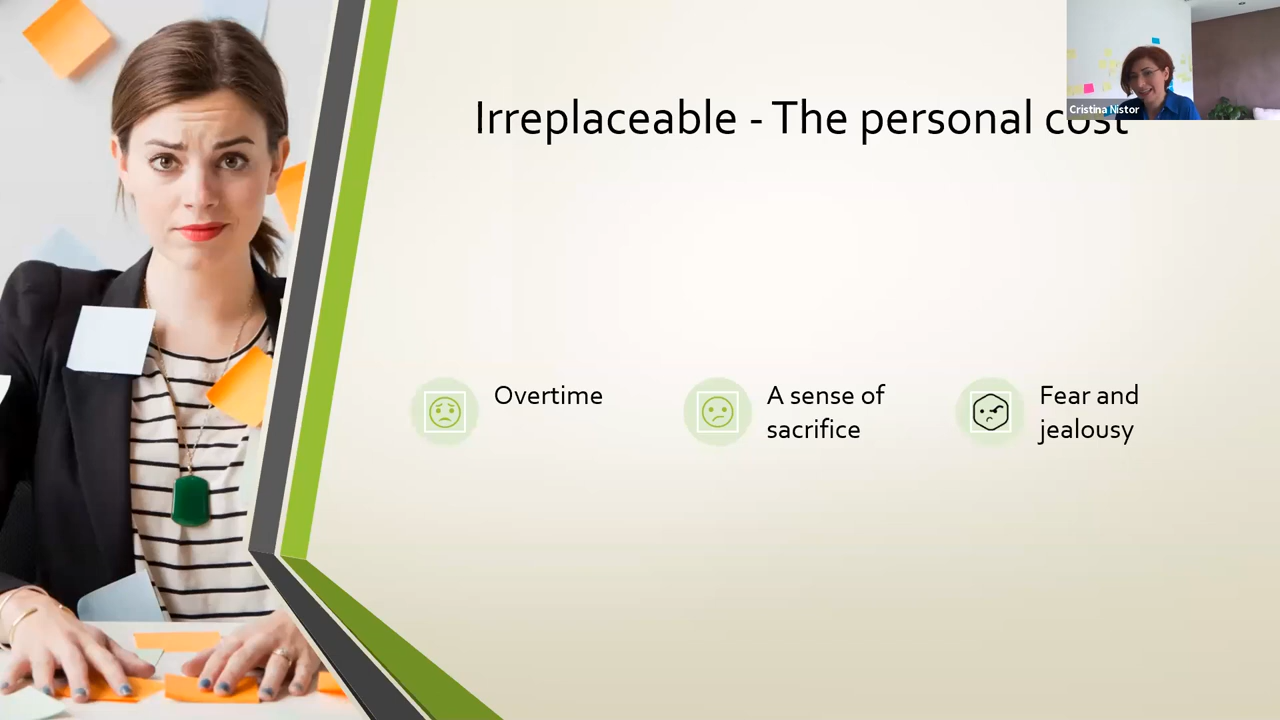 Irreplaceable - The personal cost
Cristina Nistor
Overtime
A sense of
sacrifice
Fear and
jealousy